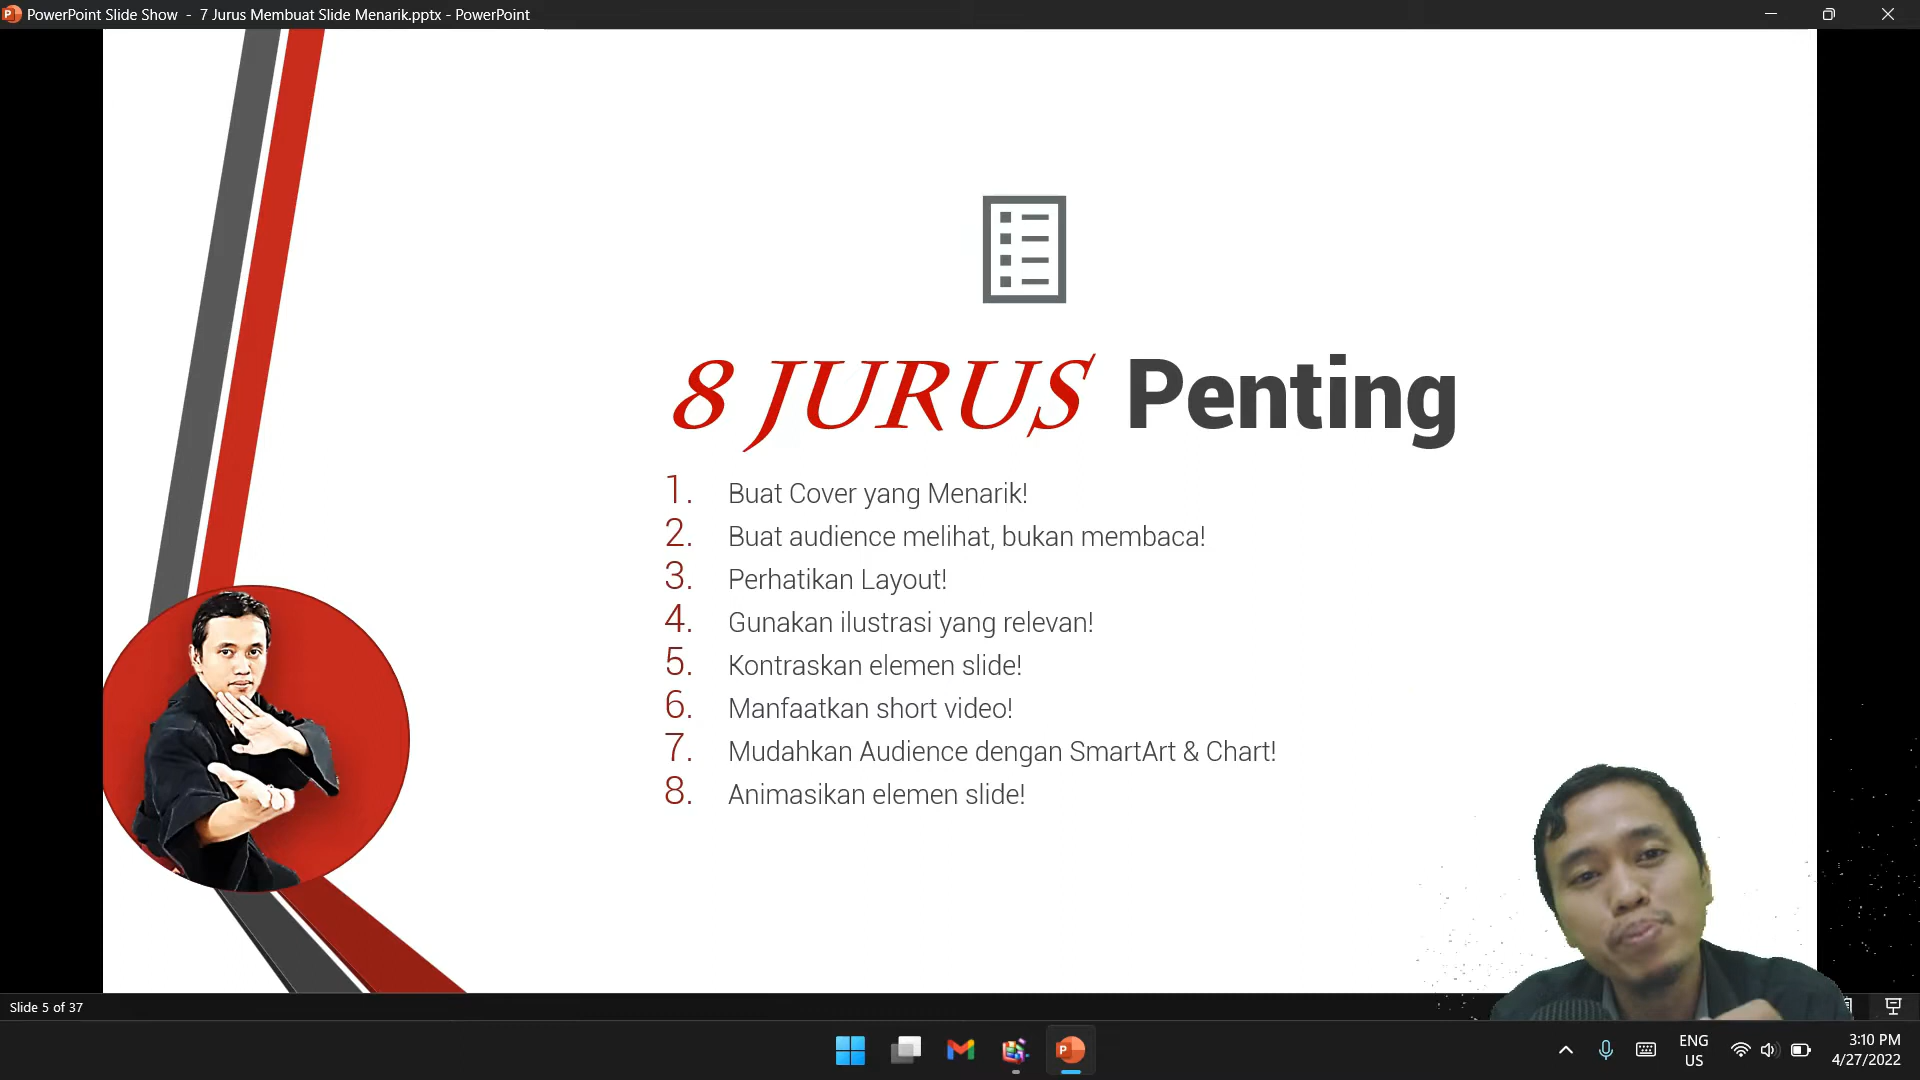 PowerPoint Slide Show - 7 Jurus Membuat Slide Menarik.pptx - PowerPoint
8 JURUS Penting
1. Buat Cover yang Menarik!
2. Buat audience melihat, bukan membaca!
3. Perhatikan Layout!
4. Gunakan ilustrasi yang relevan!
5. Kontraskan elemen slide!
6. Manfaatkan short video!
7. Mudahkan Audience dengan SmartArt & Chart!
8. Animasikan elemen slide!
Slide 5 of 37
ENG
US
3:10 PM
4/27/2022